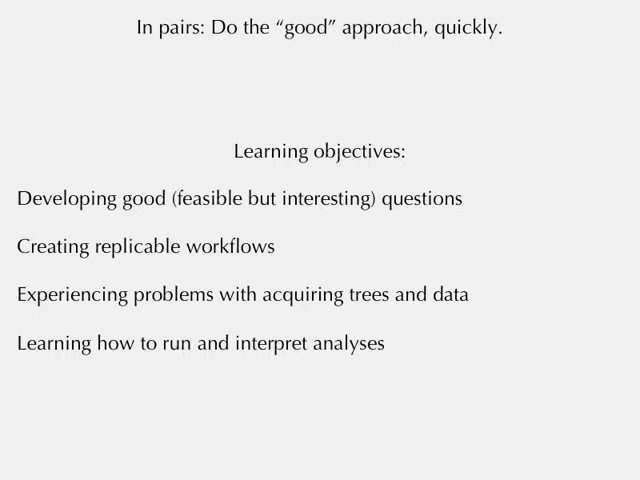 In pairs: Do the “good” approach, quickly.
Learning objectives:
Developing good (feasible but interesting) questions
Creating replicable workflows
Experiencing problems with acquiring trees and data
Learning how to run and interpret analyses